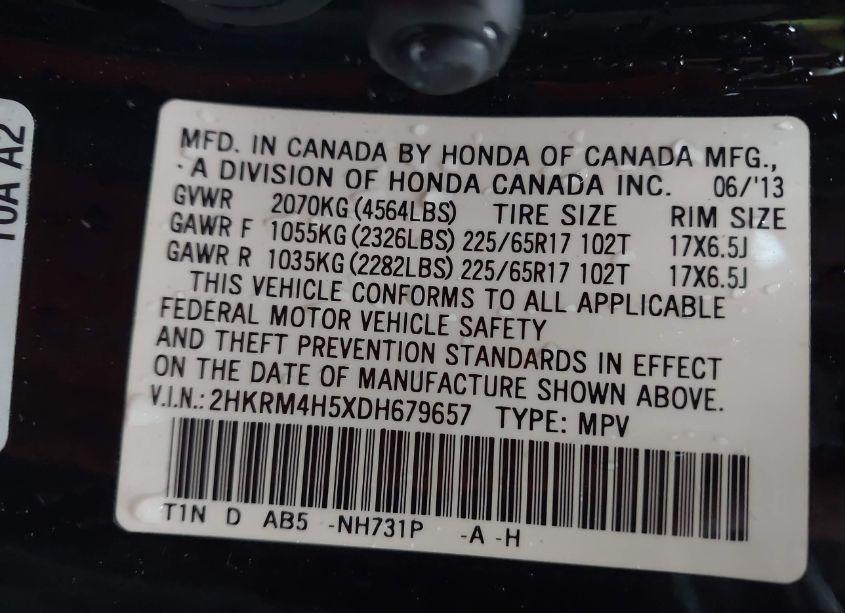 10A A2
MFD. IN CANADA BY HONDA OF CANADA MFG.,
A DIVISION OF HONDA CANADA INC. 06/'13
GVWR 2070KG (4564LBS) TIRE SIZE RIM SIZE
GAWR F 1055KG (2326LBS) 225/65R17 102T 17X6.5J
GAWR R 1035KG (2282LBS) 225/65R17 102T 17X6.5J
THIS VEHICLE CONFORMS TO ALL APPLICABLE
FEDERAL MOTOR VEHICLE SAFETY
AND THEFT PREVENTION STANDARDS IN EFFECT
ON THE DATE OF MANUFACTURE SHOWN ABOVE.
V.I.N.: 2HKRM4H5XDH679657 TYPE: MPV
T1N D AB5 -NH731P -A -H